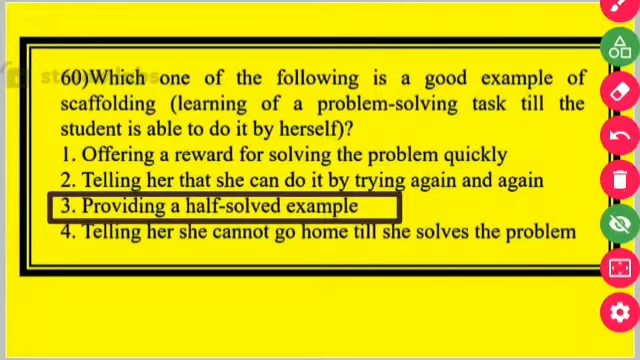 60)Which one of the following is a good example of
scaffolding (learning of a problem-solving task till the
student is able to do it by herself)?
1. Offering a reward for solving the problem quickly
2. Telling her that she can do it by trying again and again
3. Providing a half-solved example
4. Telling her she cannot go home till she solves the problem